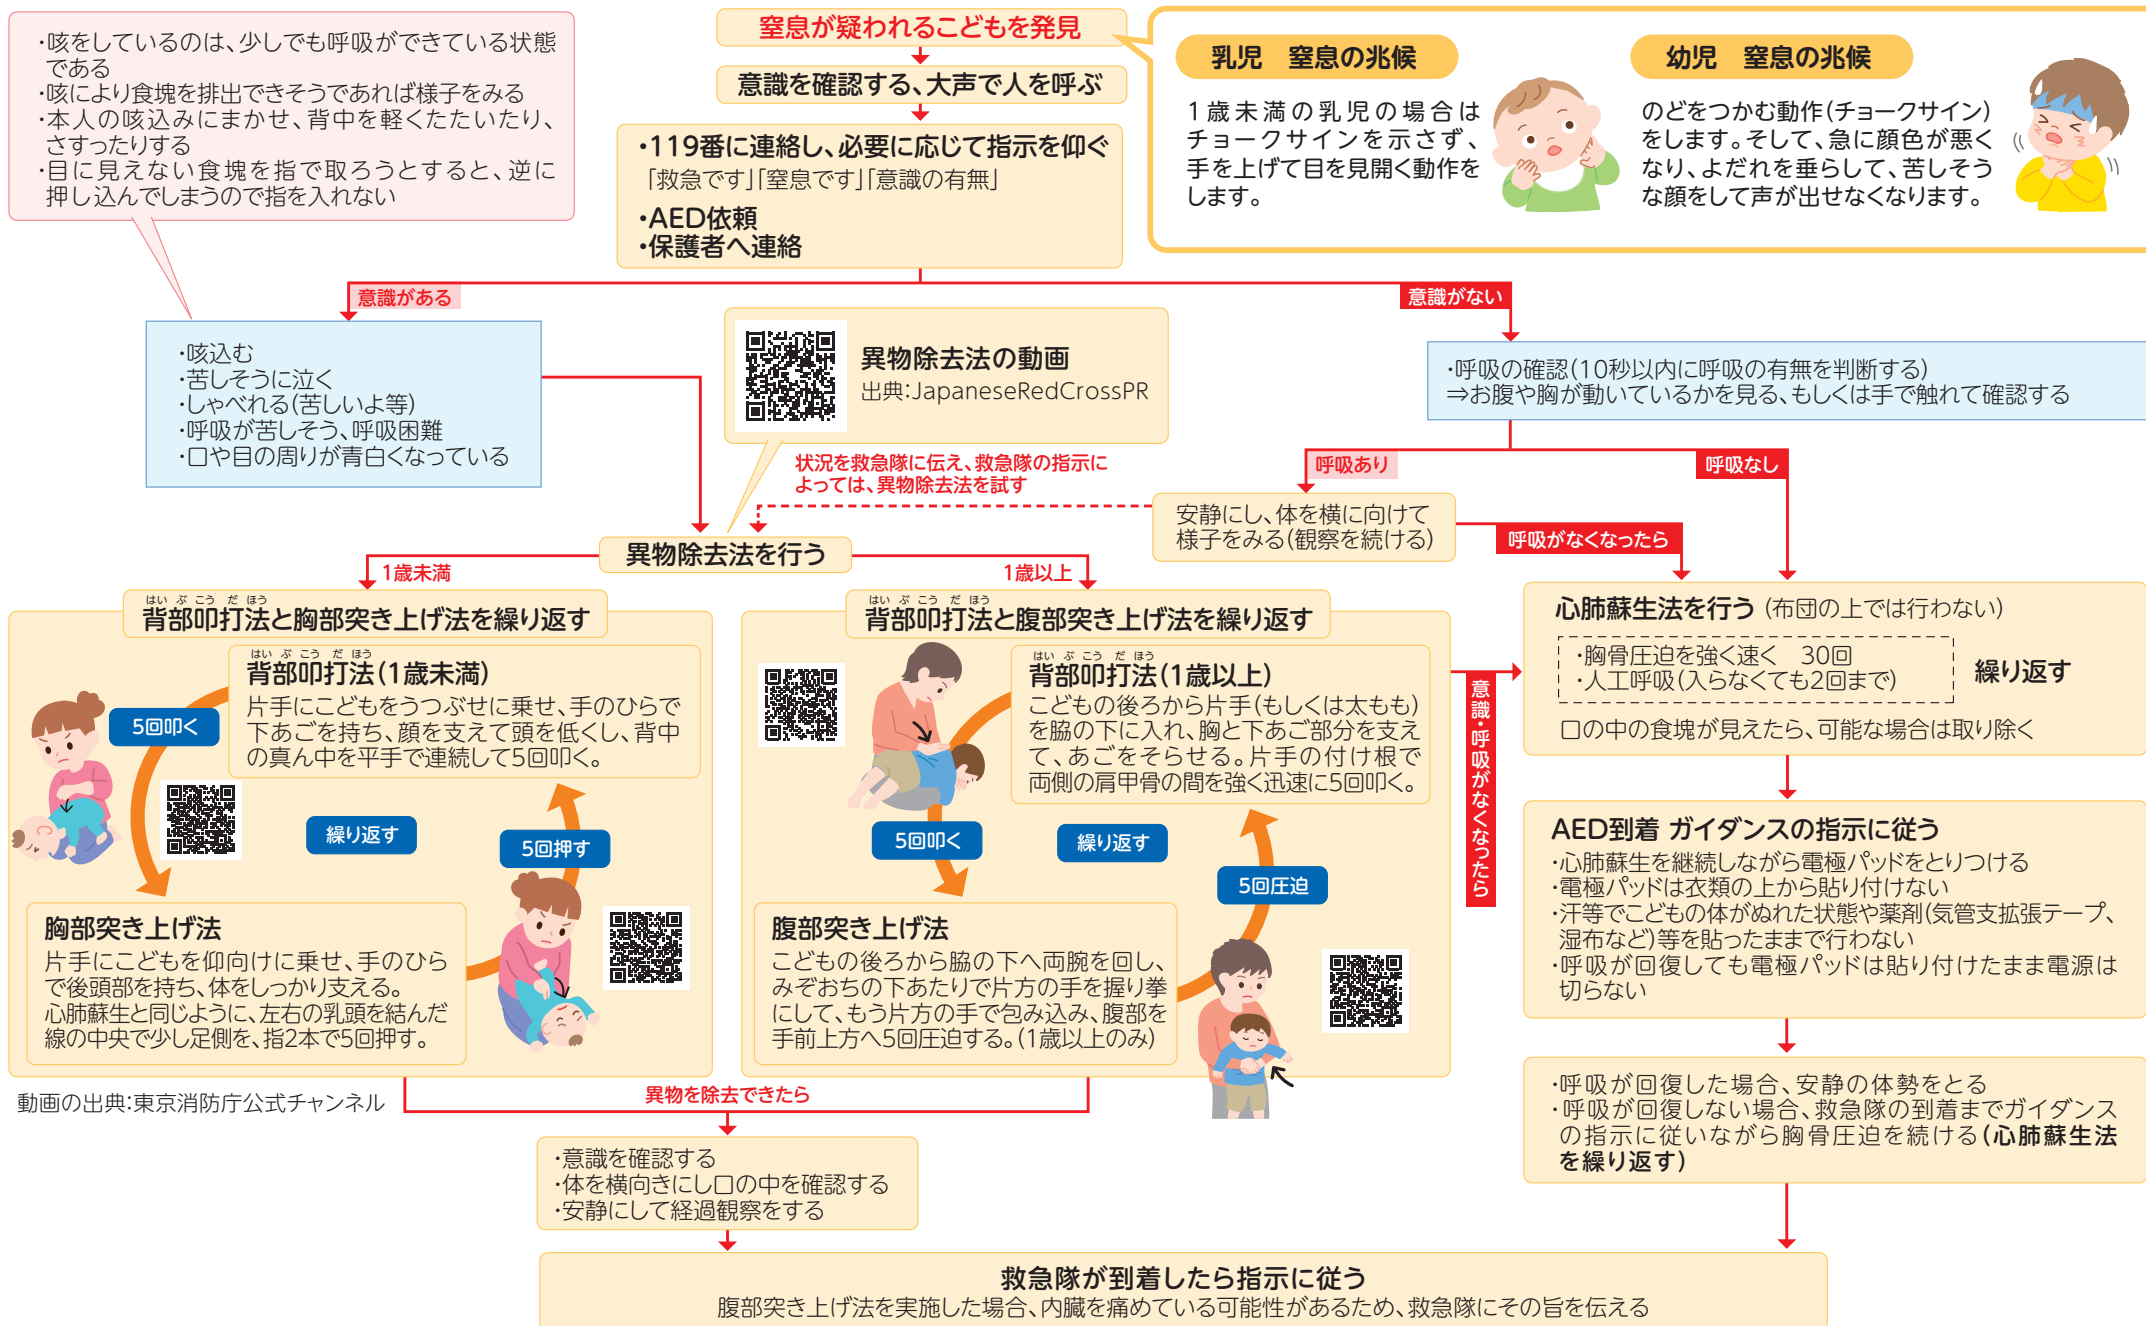 窒息が疑われるこどもを発見
意識を確認する、大声で人を呼ぶ
・119番に連絡し、必要に応じて指示を仰ぐ
「救急です」「窒息です」「意識の有無」
・AED依頼
・保護者へ連絡
乳児　窒息の兆候
1歳未満の乳児の場合は
チョークサインを示さず、
手を上げて目を見開く動作を
します。
幼児　窒息の兆候
のどをつかむ動作(チョークサイン)
をします。そして、急に顔色が悪く
なり、よだれを垂らして、苦しそう
な顔をして声が出せなくなります。
・咳をしているのは、少しでも呼吸ができている状態
である
・咳により食塊を排出できそうであれば様子をみる
・本人の咳込みにまかせ、背中を軽くたたいたり、
さすったりする
・目に見えない食塊を指で取ろうとすると、逆に
押し込んでしまうので指を入れない
意識がある
・咳込む
・苦しそうに泣く
・しゃべれる(苦しいよ等)
・呼吸が苦しそう、呼吸困難
・口や目の周りが青白くなっている
異物除去法の動画
出典:JapaneseRedCrossPR
意識がない
・呼吸の確認(10秒以内に呼吸の有無を判断する)
⇒お腹や胸が動いているかを見る、もしくは手で触れて確認する
呼吸あり
呼吸なし
状況を救急隊に伝え、救急隊の指示に
よっては、異物除去法を試す
安静にし、体を横に向けて
様子をみる(観察を続ける)
呼吸がなくなったら
異物除去法を行う
1歳未満
1歳以上
はいぶこうだほう
背部叩打法と胸部突き上げ法を繰り返す
はいぶこうだほう
背部叩打法(1歳未満)
片手にこどもをうつぶせに乗せ、手のひらで
下あごを持ち、顔を支えて頭を低くし、背中
の真ん中を平手で連続して5回叩く。
5回叩く
繰り返す
5回押す
胸部突き上げ法
片手にこどもを仰向けに乗せ、手のひら
で後頭部を持ち、体をしっかり支える。
心肺蘇生と同じように、左右の乳頭を結んだ
線の中央で少し足側を、指2本で5回押す。
はいぶこうだほう
背部叩打法と腹部突き上げ法を繰り返す
はいぶこうだほう
背部叩打法(1歳以上)
こどもの後ろから片手(もしくは太もも)
を脇の下に入れ、胸と下あご部分を支え
て、あごをそらせる。片手の付け根で
両側の肩甲骨の間を強く迅速に5回叩く。
5回叩く
繰り返す
5回圧迫
腹部突き上げ法
こどもの後ろから脇の下へ両腕を回し、
みぞおちの下あたりで片方の手を握り拳
にして、もう片方の手で包み込み、腹部を
手前上方へ5回圧迫する。(1歳以上のみ)
意識・呼吸がなくなったら
心肺蘇生法を行う (布団の上では行わない)
・胸骨圧迫を強く速く　30回
・人工呼吸(入らなくても2回まで)
繰り返す
口の中の食塊が見えたら、可能な場合は取り除く
AED到着 ガイダンスの指示に従う
・心肺蘇生を継続しながら電極パッドをとりつける
・電極パッドは衣類の上から貼り付けない
・汗等でこどもの体がぬれた状態や薬剤(気管支拡張テープ、
湿布など)等を貼ったままで行わない
・呼吸が回復しても電極パッドは貼り付けたまま電源は
切らない
・呼吸が回復した場合、安静の体勢をとる
・呼吸が回復しない場合、救急隊の到着までガイダンス
の指示に従いながら胸骨圧迫を続ける(心肺蘇生法
を繰り返す)
動画の出典:東京消防庁公式チャンネル
異物を除去できたら
・意識を確認する
・体を横向きにし口の中を確認する
・安静にして経過観察をする
救急隊が到着したら指示に従う
腹部突き上げ法を実施した場合、内臓を痛めている可能性があるため、救急隊にその旨を伝える